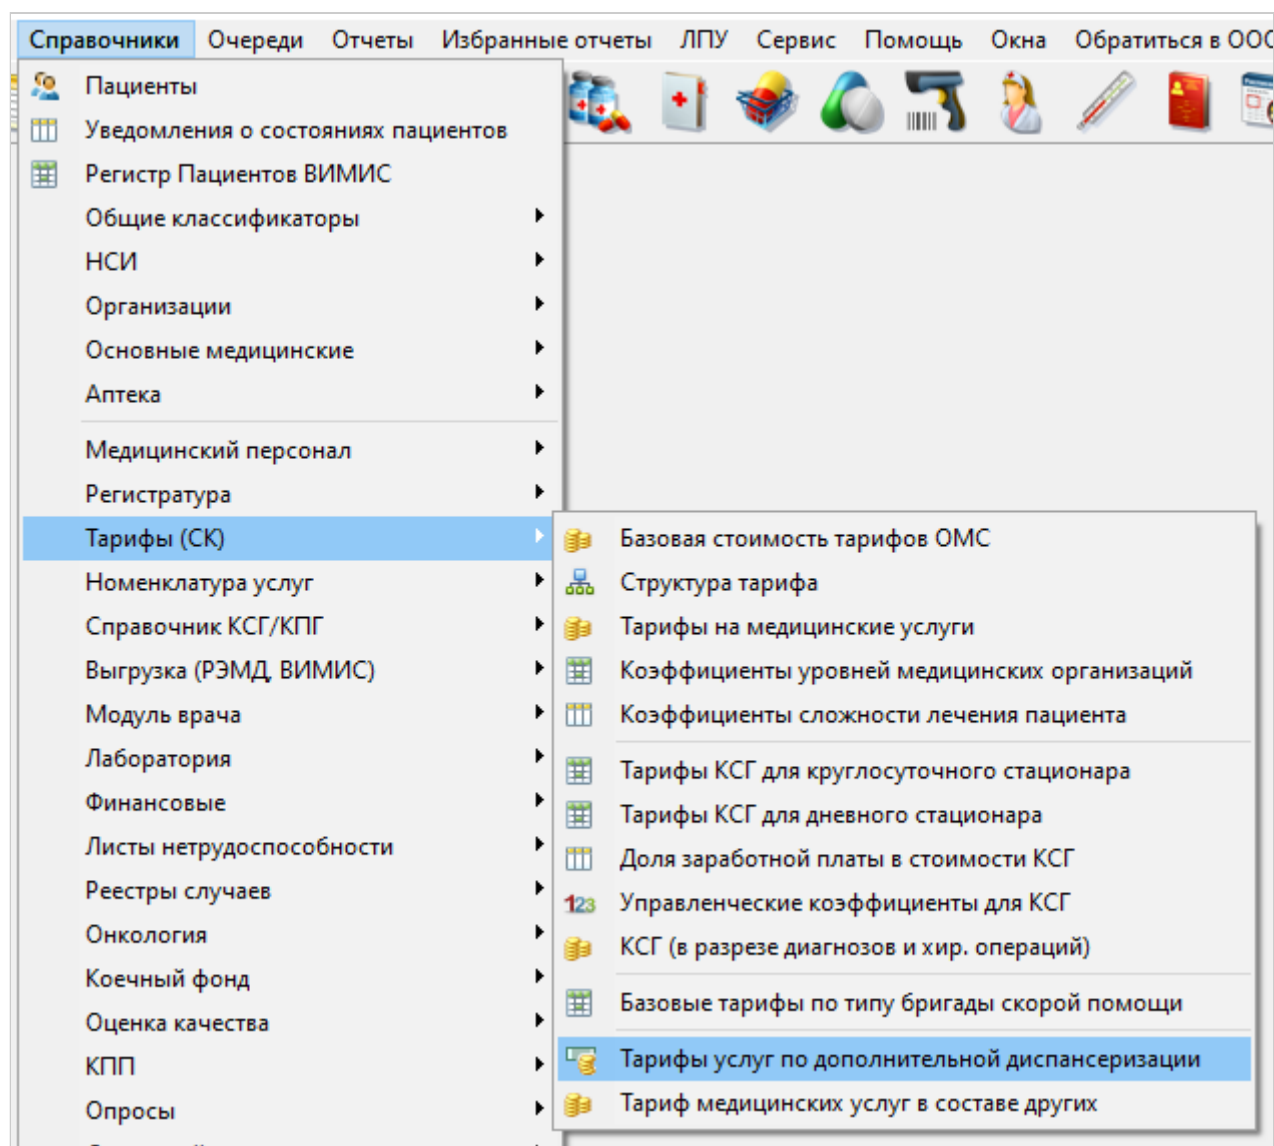 Справочники Очереди Отчеты Избранные отчеты ЛПУ Сервис Помощь Окна Обратиться в ООО
Пациенты
Уведомления о состояниях пациентов
Регистр Пациентов ВИМИС
Общие классификаторы
НСИ
Организации
Основные медицинские
Аптека
Медицинский персонал
Регистратура
Тарифы (СК)
Номенклатура услуг
Справочник КСГ/КПГ
Выгрузка (РЭМД, ВИМИС)
Модуль врача
Лаборатория
Финансовые
Листы нетрудоспособности
Реестры случаев
Онкология
Коечный фонд
Оценка качества
КПП
Опросы
Базовая стоимость тарифов ОМС
Структура тарифа
Тарифы на медицинские услуги
Коэффициенты уровней медицинских организаций
Коэффициенты сложности лечения пациента
Тарифы КСГ для круглосуточного стационара
Тарифы КСГ для дневного стационара
Доля заработной платы в стоимости КСГ
123 Управленческие коэффициенты для КСГ
КСГ (в разрезе диагнозов и хир. операций)
Базовые тарифы по типу бригады скорой помощи
Тарифы услуг по дополнительной диспансеризации
Тариф медицинских услуг в составе других